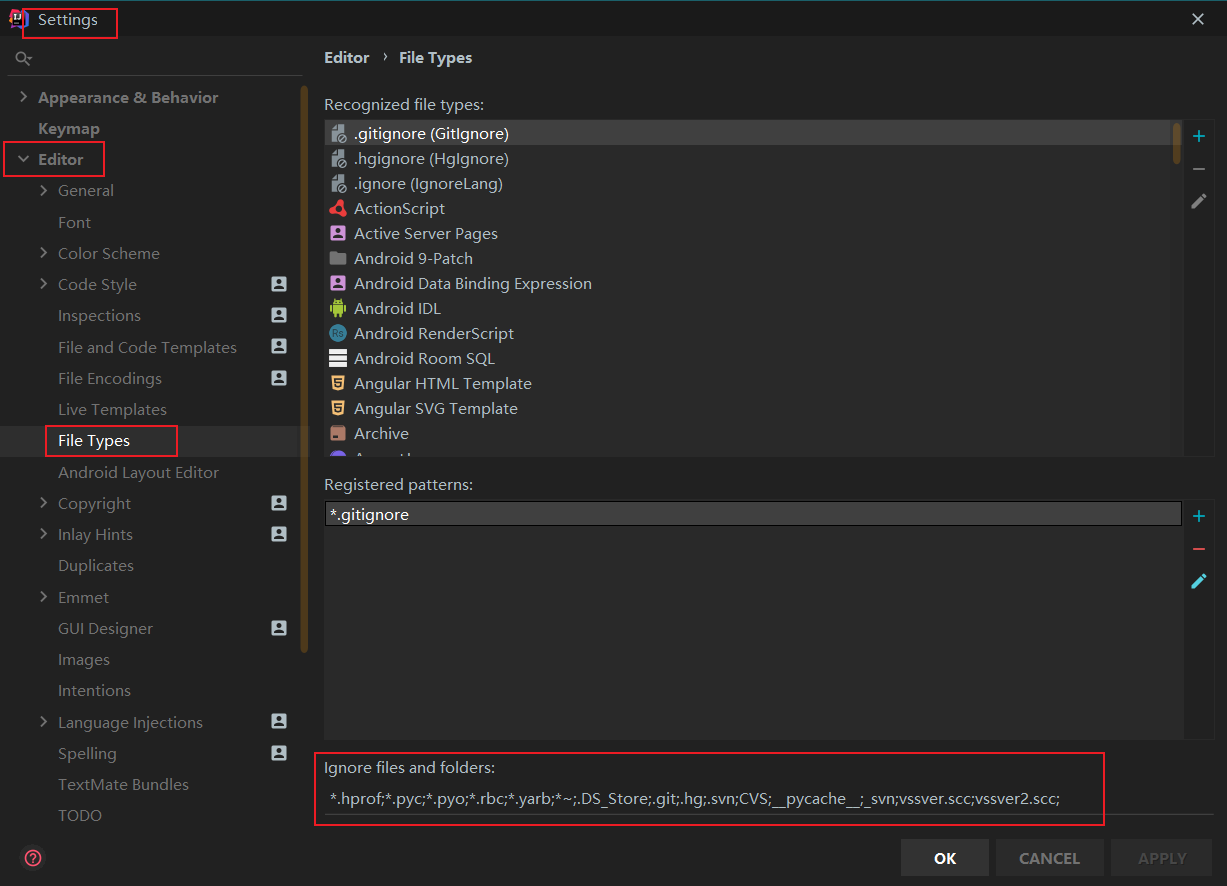 Settings
Appearance & Behavior
Keymap
Editor
General
Font
Color Scheme
Code Style
Inspections
File and Code Templates
File Encodings
Live Templates
File Types
Android Layout Editor
Copyright
Inlay Hints
Duplicates
Emmet
GUI Designer
Images
Intentions
Language Injections
Spelling
TextMate Bundles
TODO
Editor › File Types
Recognized file types:
.gitignore (GitIgnore)
.hgignore (HgIgnore)
.ignore (IgnoreLang)
ActionScript
Active Server Pages
Android 9-Patch
Android Data Binding Expression
Android IDL
Android RenderScript
Android Room SQL
Angular HTML Template
Angular SVG Template
Archive
Registered patterns:
*.gitignore
Ignore files and folders:
*.hprof;*.pyc;*.pyo;*.rbc;*.yarb;*~;.DS_Store;.git;.hg;.svn;CVS;__pycache__;_svn;vssver.scc;vssver2.scc;
OK
CANCEL
APPLY